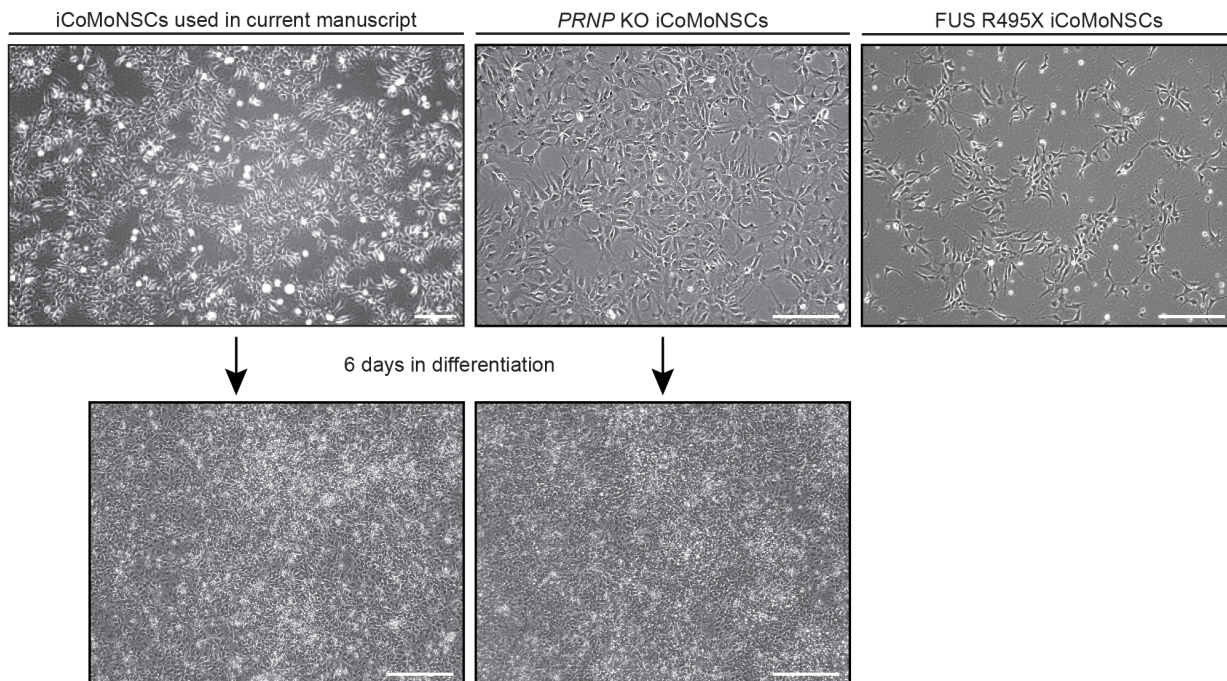 iCoMoNSCs used in current manuscript
PRNP KO iCoMoNSCs
FUS R495X iCoMoNSCs
6 days in differentiation